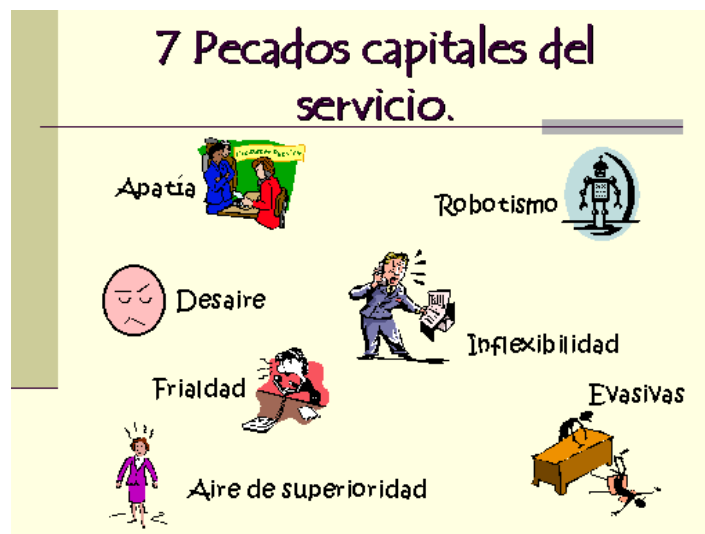 7 Pecados capitales del
servicio.
Apatía
Robotismo
Desaire
Inflexibilidad
Frialdad
Evasivas
Aire de superioridad